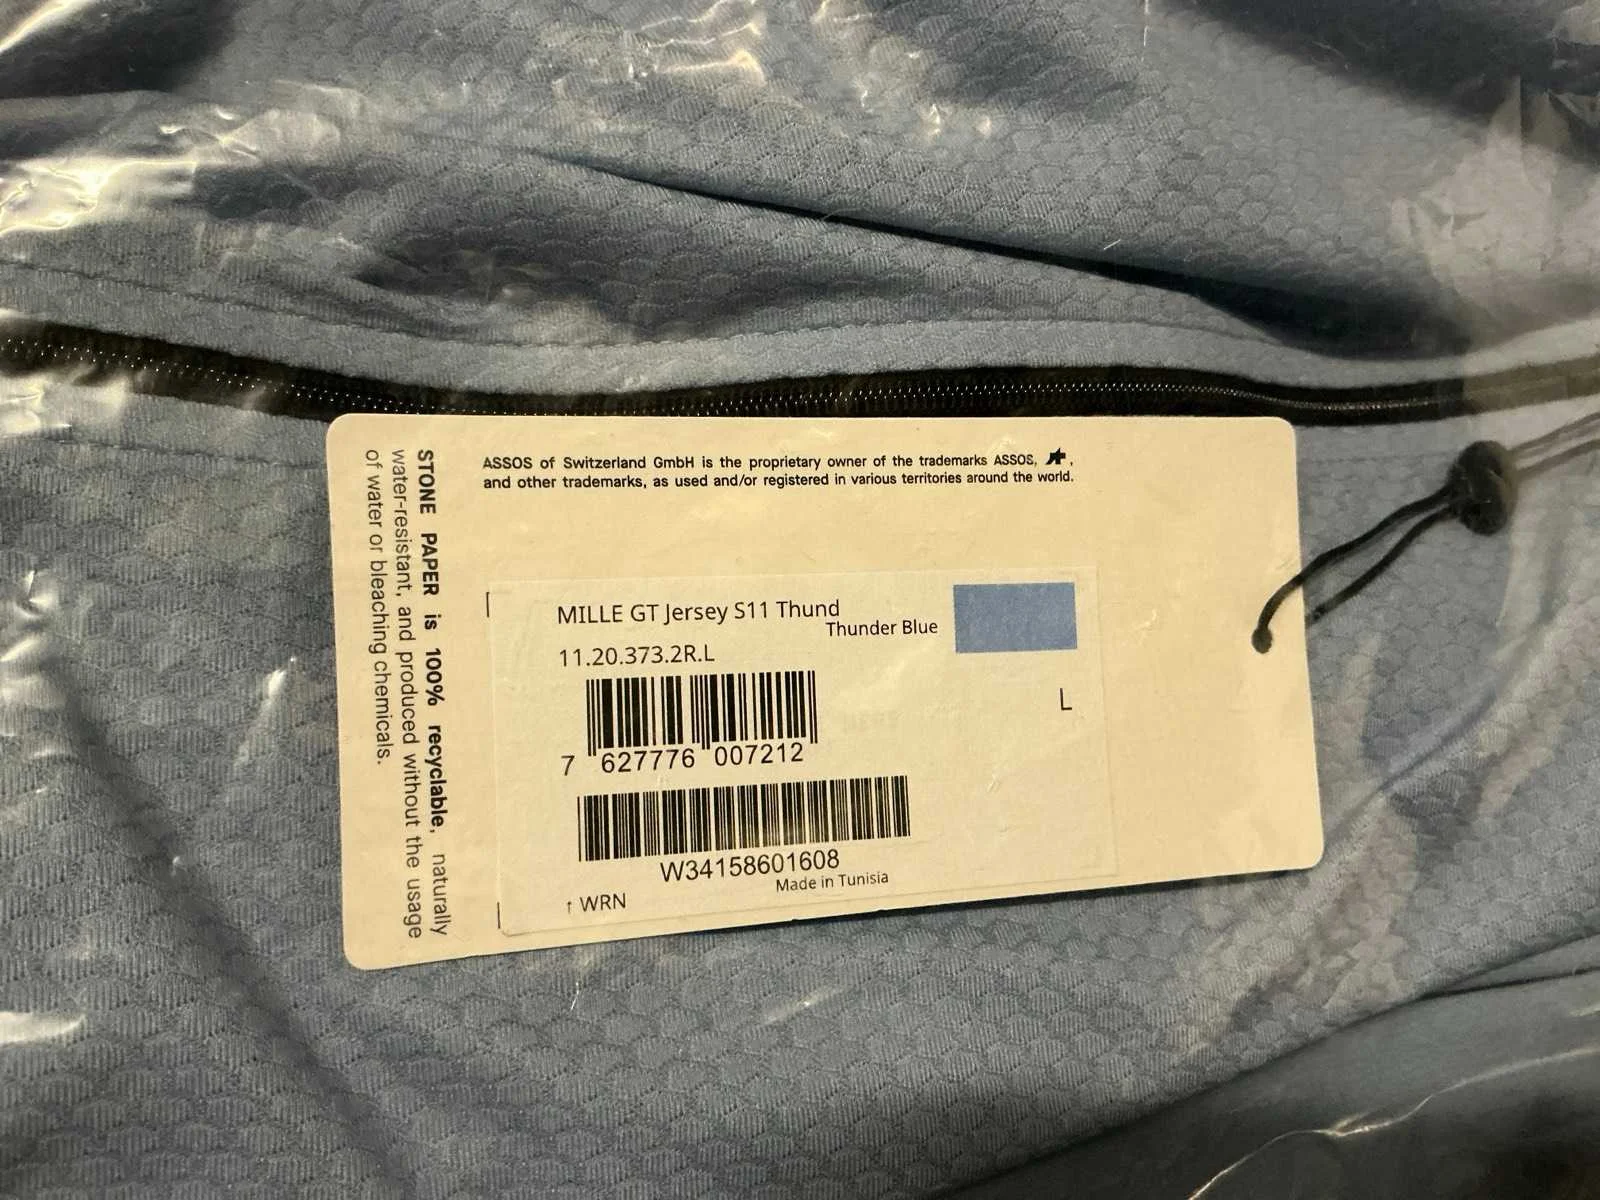 STONE PAPER is 100% recyclable, naturally
water-resistant, and produced without the usage
of water or bleaching chemicals.
ASSOS of Switzerland GmbH is the proprietary owner of the trademarks ASSOS, ,
and other trademarks, as used and/or registered in various territories around the world.
MILLE GT Jersey S11 Thund
Thunder Blue
11.20.373.2R.L
L
7 627776 007212
W34158601608
Made in Tunisia
↑ WRN